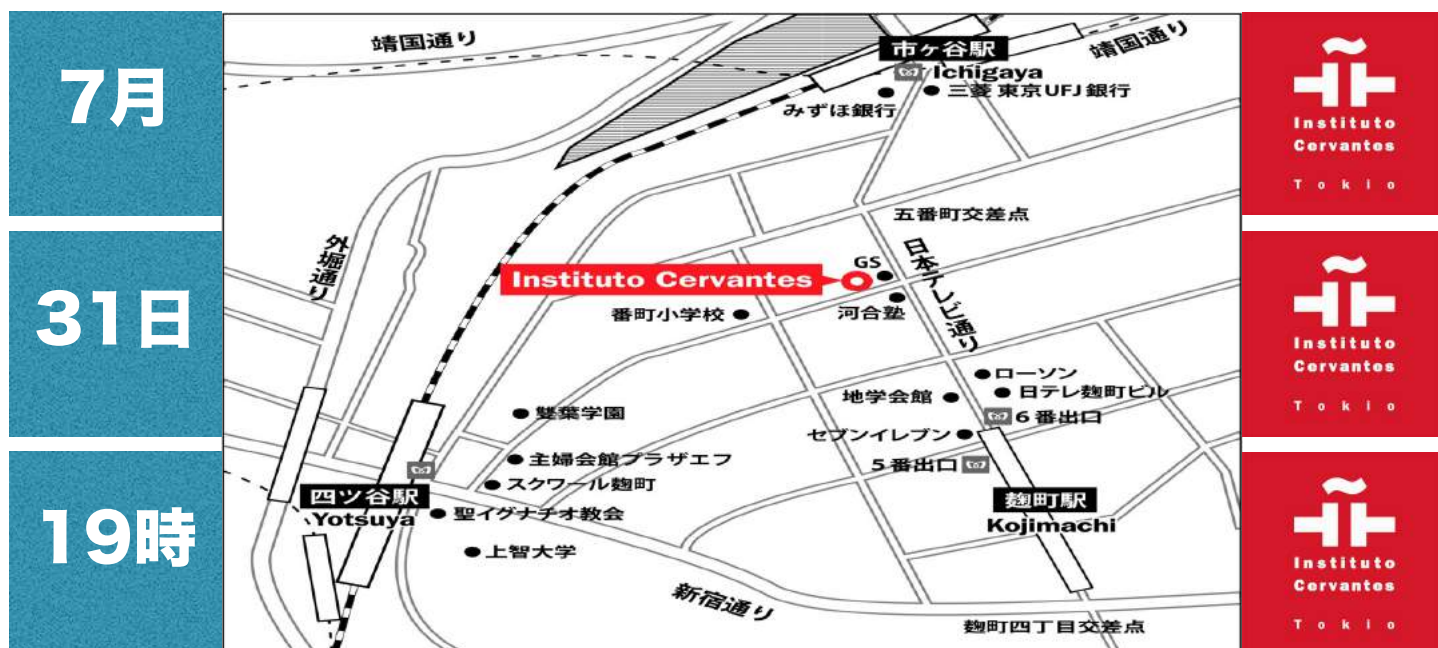 7月
31日
19時
靖国通り
市ヶ谷駅
Ichigaya
靖国通り
みずほ銀行
三菱東京UFJ銀行
五番町交差点
外堀通り
日本テレビ通り
GS
Instituto Cervantes
番町小学校
河合塾
ローソン
地学会館
日テレ麹町ビル
雙葉学園
6番出口
セブンイレブン
主婦会館プラザエフ
5番出口
スクワール麹町
四ツ谷駅
Yotsuya
聖イグナチオ教会
麹町駅
Kojimachi
上智大学
新宿通り
麹町四丁目交差点
Instituto
Cervantes
Tokio
Instituto
Cervantes
Tokio
Instituto
Cervantes
Tokio